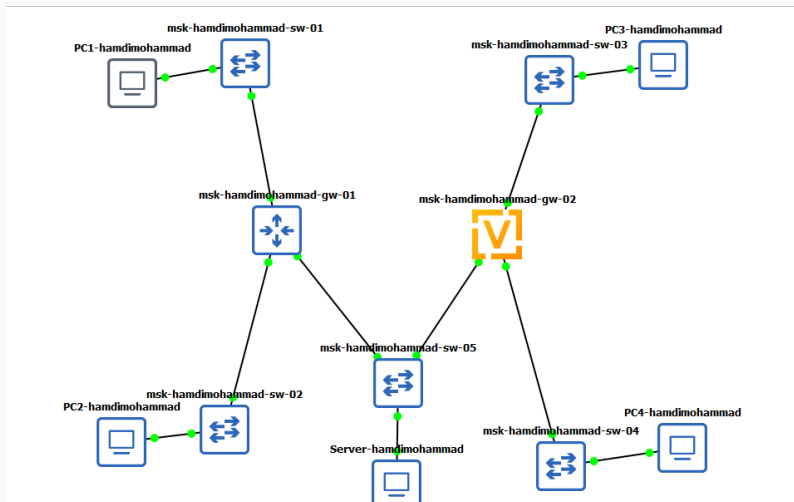 msk-hamdimohammad-sw-01
PC3-hamdimohammad
PC1-hamdimohammad
msk-hamdimohammad-sw-03
msk-hamdimohammad-gw-01
msk-hamdimohammad-gw-02
V
msk-hamdimohammad-sw-05
msk-hamdimohammad-sw-02
PC2-hamdimohammad
PC4-hamdimohammad
msk-hamdimohammad-sw-04
Server-hamdimohammad